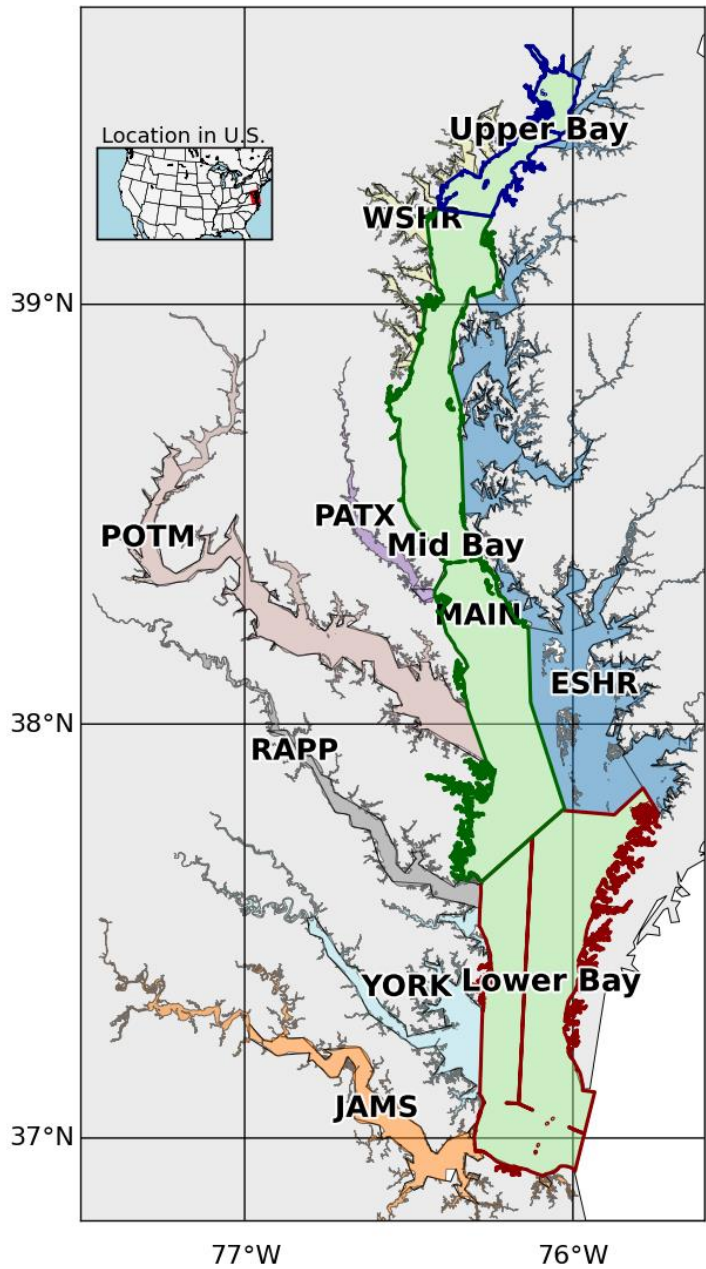 Location in U.S.
Upper Bay
WSHR
39°N
PATX
POTM
Mid Bay
MAIN
ESHR
38°N
RAPP
YORK
Lower Bay
JAMS
37°N
77°W
76°W